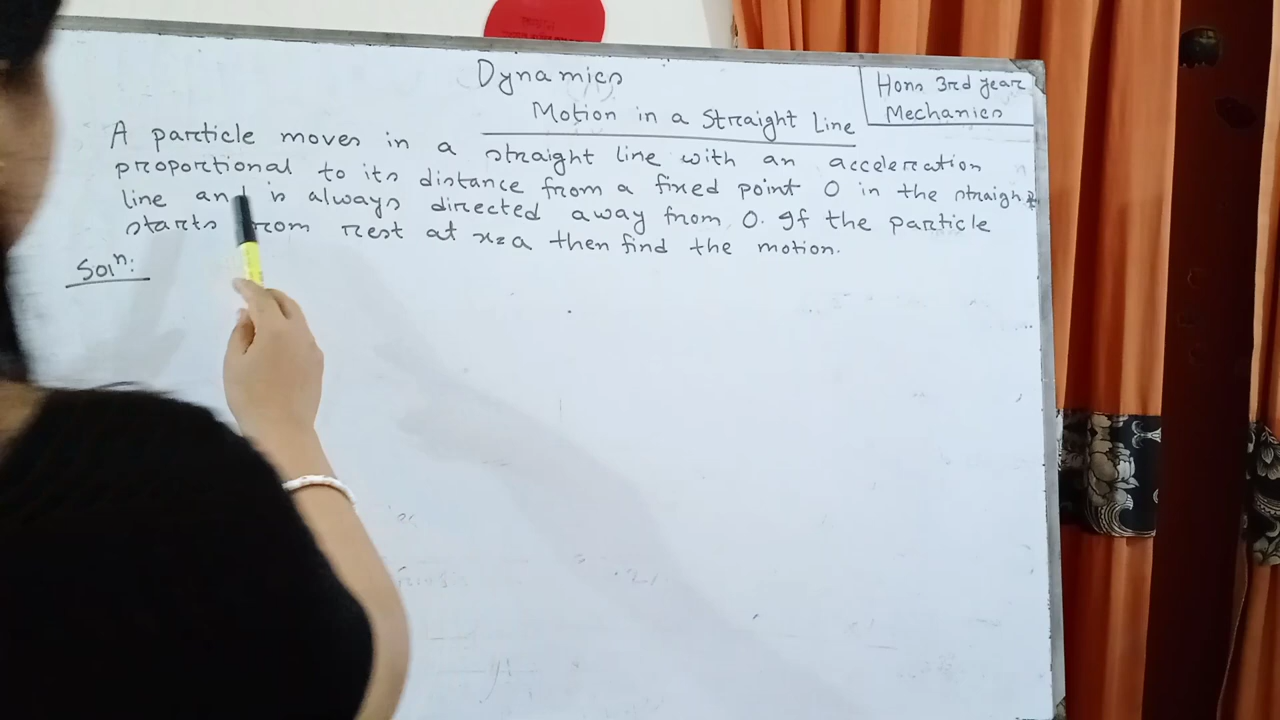 Dynamics
Motion in a Straight Line
Hons 3rd year
Mechanics
A particle moves in a straight line with an acceleration
proportional to its distance from a fixed point O in the straight
line and is always directed away from O. If the particle
starts from rest at x=a then find the motion.
Solⁿ: